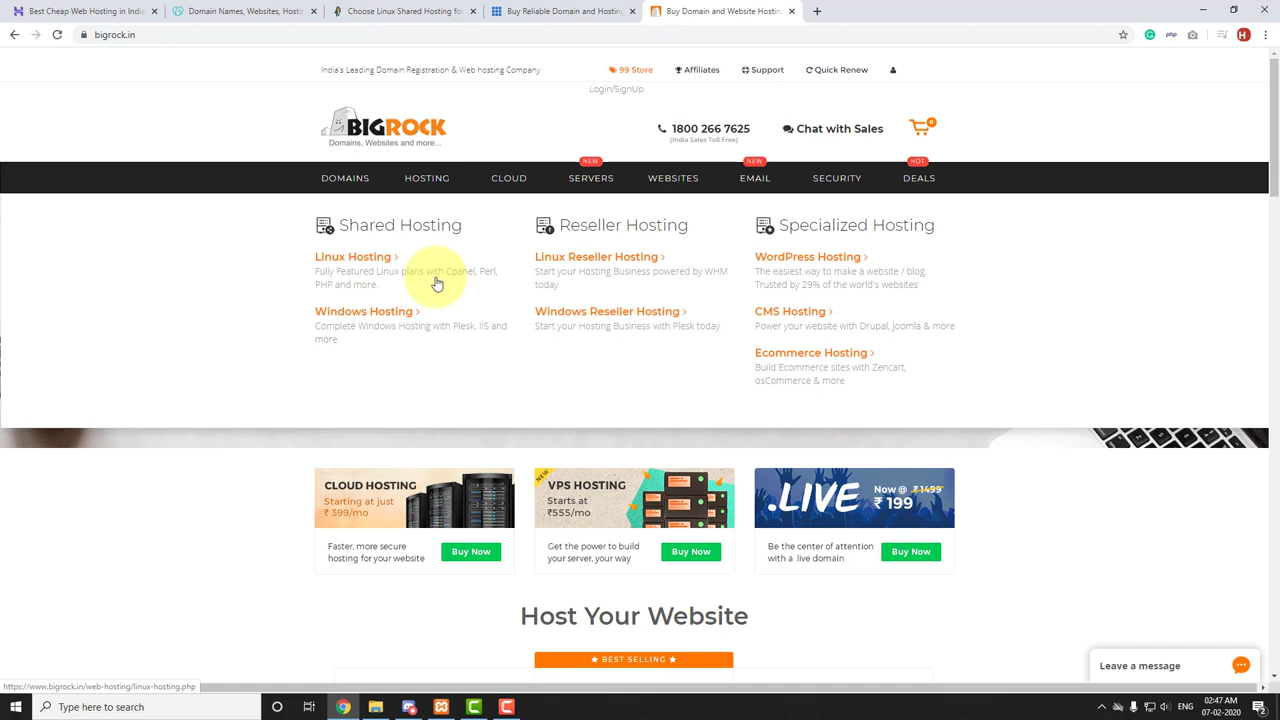 Best Cheap Web Hosting in India
Domain Names, Websites, Hostin
Choose Linux Shared Hosting for
Buy Reliable Domain and Hosting
Buy Domain and Website Hosting
bigrock.in
India's Leading Domain Registration & Web hosting Company
99 Store
Affiliates
Support
Quick Renew
Login/SignUp
BIGROCK
Domains, Websites and more...
1800 266 7625
(India Sales Toll Free)
Chat with Sales
0
NEW
NEW
HOT
DOMAINS
HOSTING
CLOUD
SERVERS
WEBSITES
EMAIL
SECURITY
DEALS
Shared Hosting
Linux Hosting >
Fully Featured Linux plans with Cpanel, Perl,
PHP and more.
Windows Hosting >
Complete Windows Hosting with Plesk, IIS and
more
Reseller Hosting
Linux Reseller Hosting >
Start your Hosting Business powered by WHM
today
Windows Reseller Hosting >
Start your Hosting Business with Plesk today
Specialized Hosting
WordPress Hosting >
The easiest way to make a website / blog.
Trusted by 29% of the world's websites
CMS Hosting >
Power your website with Drupal, Joomla & more
Ecommerce Hosting >
Build Ecommerce sites with Zencart,
osCommerce & more
CLOUD HOSTING
Starting at just
₹ 399/mo
Faster, more secure
hosting for your website
Buy Now
NEW
VPS HOSTING
Starts at
₹555/mo
Get the power to build
your server, your way
Buy Now
.LIVE
Now @ ₹1499
₹ 199
Be the center of attention
with a .live domain
Buy Now
Host Your Website
★ BEST SELLING ★
Leave a message
https://www.bigrock.in/web-hosting/linux-hosting.php
Type here to search
ENG
02:47 AM
07-02-2020
2